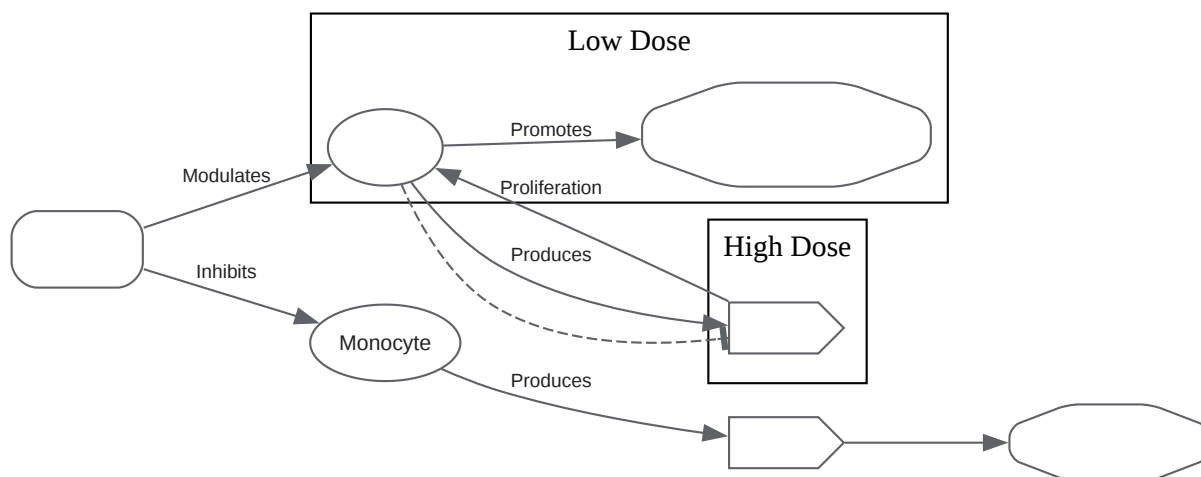 Low Dose
Promotes
Modulates
Proliferation
High Dose
Produces
Inhibits
Monocyte
Produces